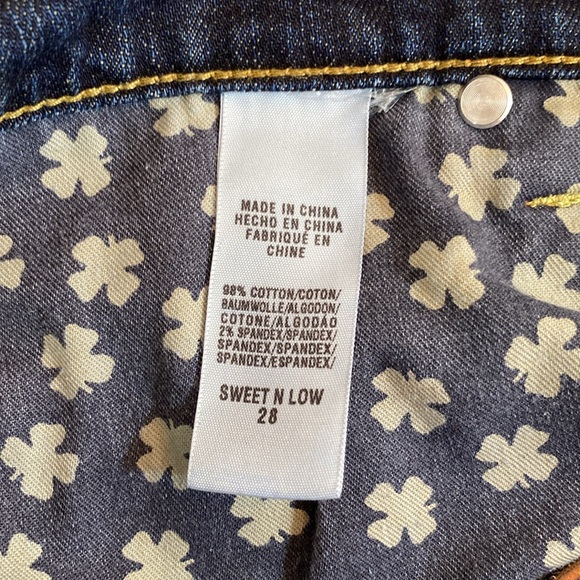 MADE IN CHINA
HECHO EN CHINA
FABRIQUÉ EN
CHINE
98% COTTON/COTON/
BAUMWOLLE/ALGODON/
COTONE/ALGODÃO
2% SPANDEX/SPANDEX/
SPANDEX/SPANDEX/
SPANDEX/ESPANDEX/
SWEET N LOW
28